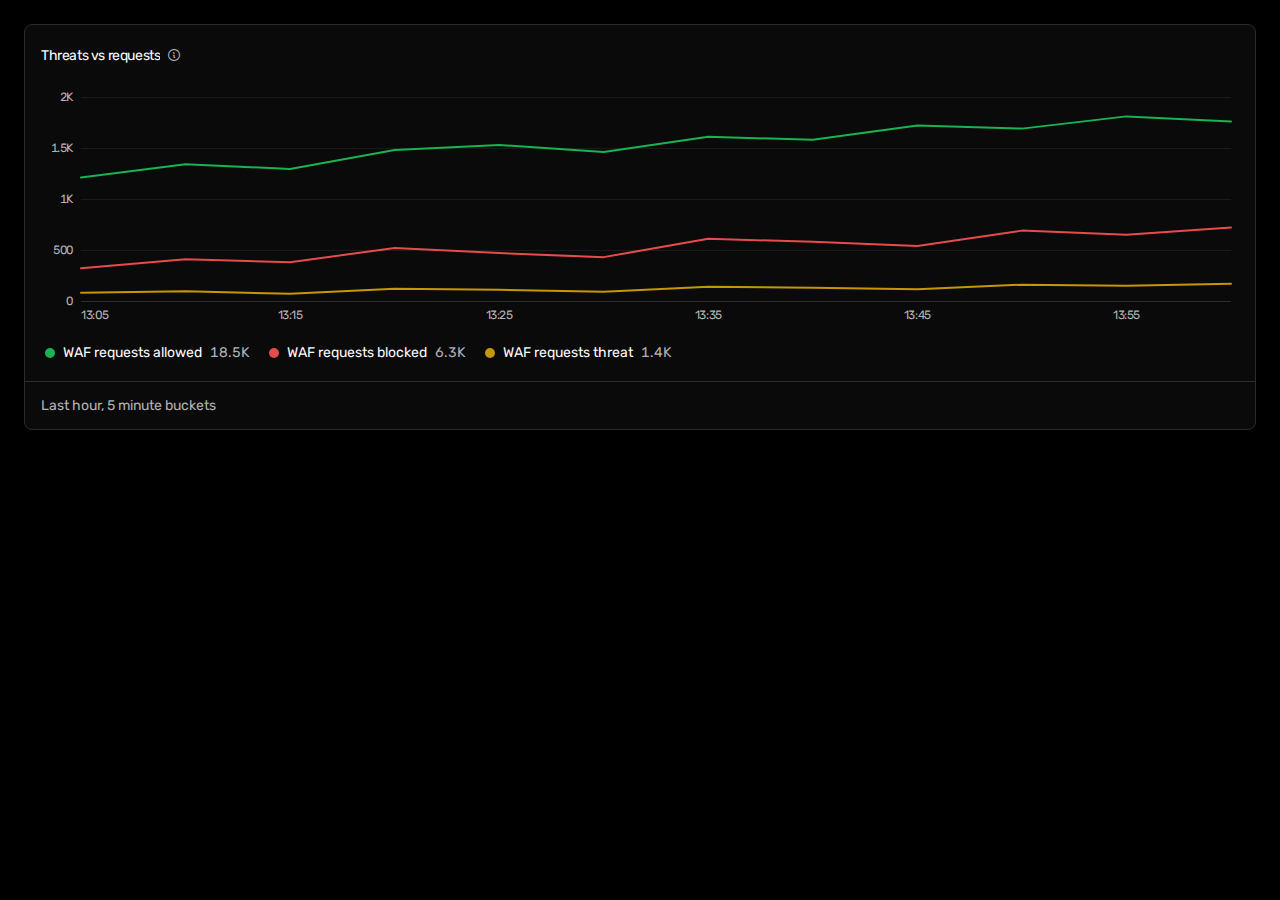 Threats vs requests
2K
1.5K
1K
500
0
13:05 13:15 13:25 13:35 13:45 13:55
WAF requests allowed 18.5K WAF requests blocked 6.3K WAF requests threat 1.4K
Last hour, 5 minute buckets